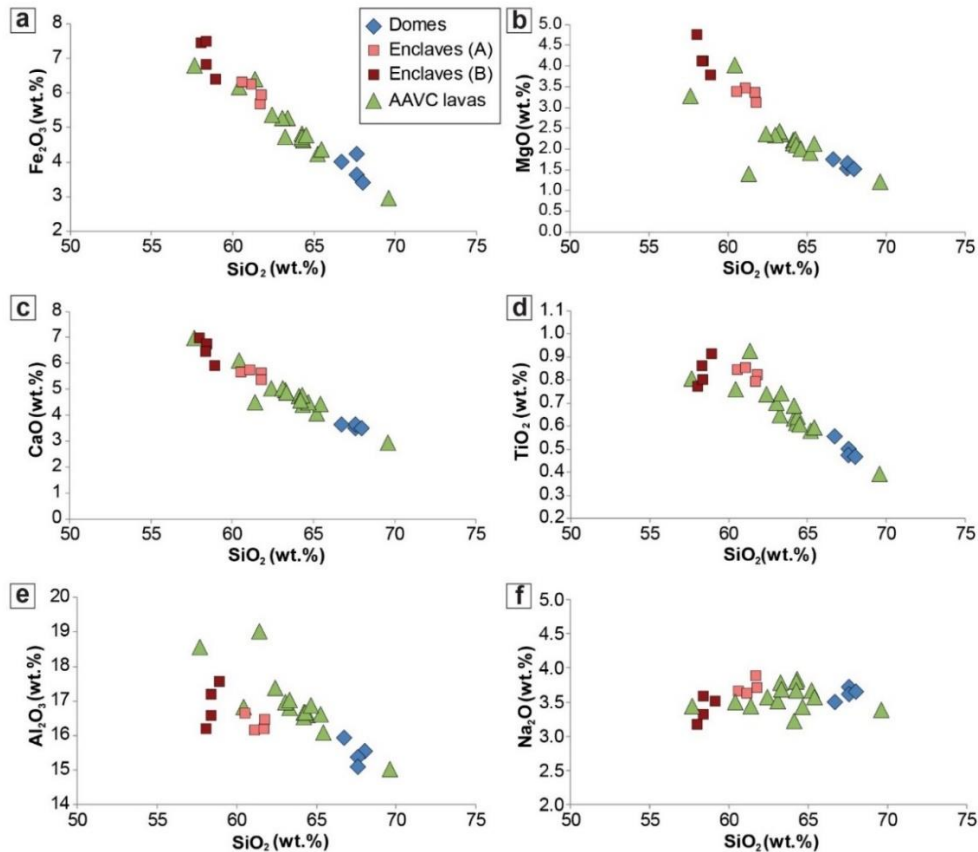 a
8
7
6
5
4
3
2
Fe₂O₃ (wt.%)
50 55 60 65 70 75
SiO₂ (wt.%)
Domes
Enclaves (A)
Enclaves (B)
AAVC lavas
b
5.0
4.5
4.0
3.5
3.0
2.5
2.0
1.5
1.0
0.5
0.0
MgO (wt.%)
50 55 60 65 70 75
SiO₂ (wt.%)
c
8
7
6
5
4
3
2
1
0
CaO (wt.%)
50 55 60 65 70 75
SiO₂ (wt.%)
d
1.1
1.0
0.9
0.8
0.7
0.6
0.5
0.4
0.3
0.2
TiO₂ (wt.%)
50 55 60 65 70 75
SiO₂(wt.%)
e
20
19
18
17
16
15
14
Al₂O₃ (wt.%)
50 55 60 65 70 75
SiO₂ (wt.%)
f
5.0
4.5
4.0
3.5
3.0
2.5
2.0
Na₂O (wt.%)
50 55 60 65 70 75
SiO₂ (wt.%)